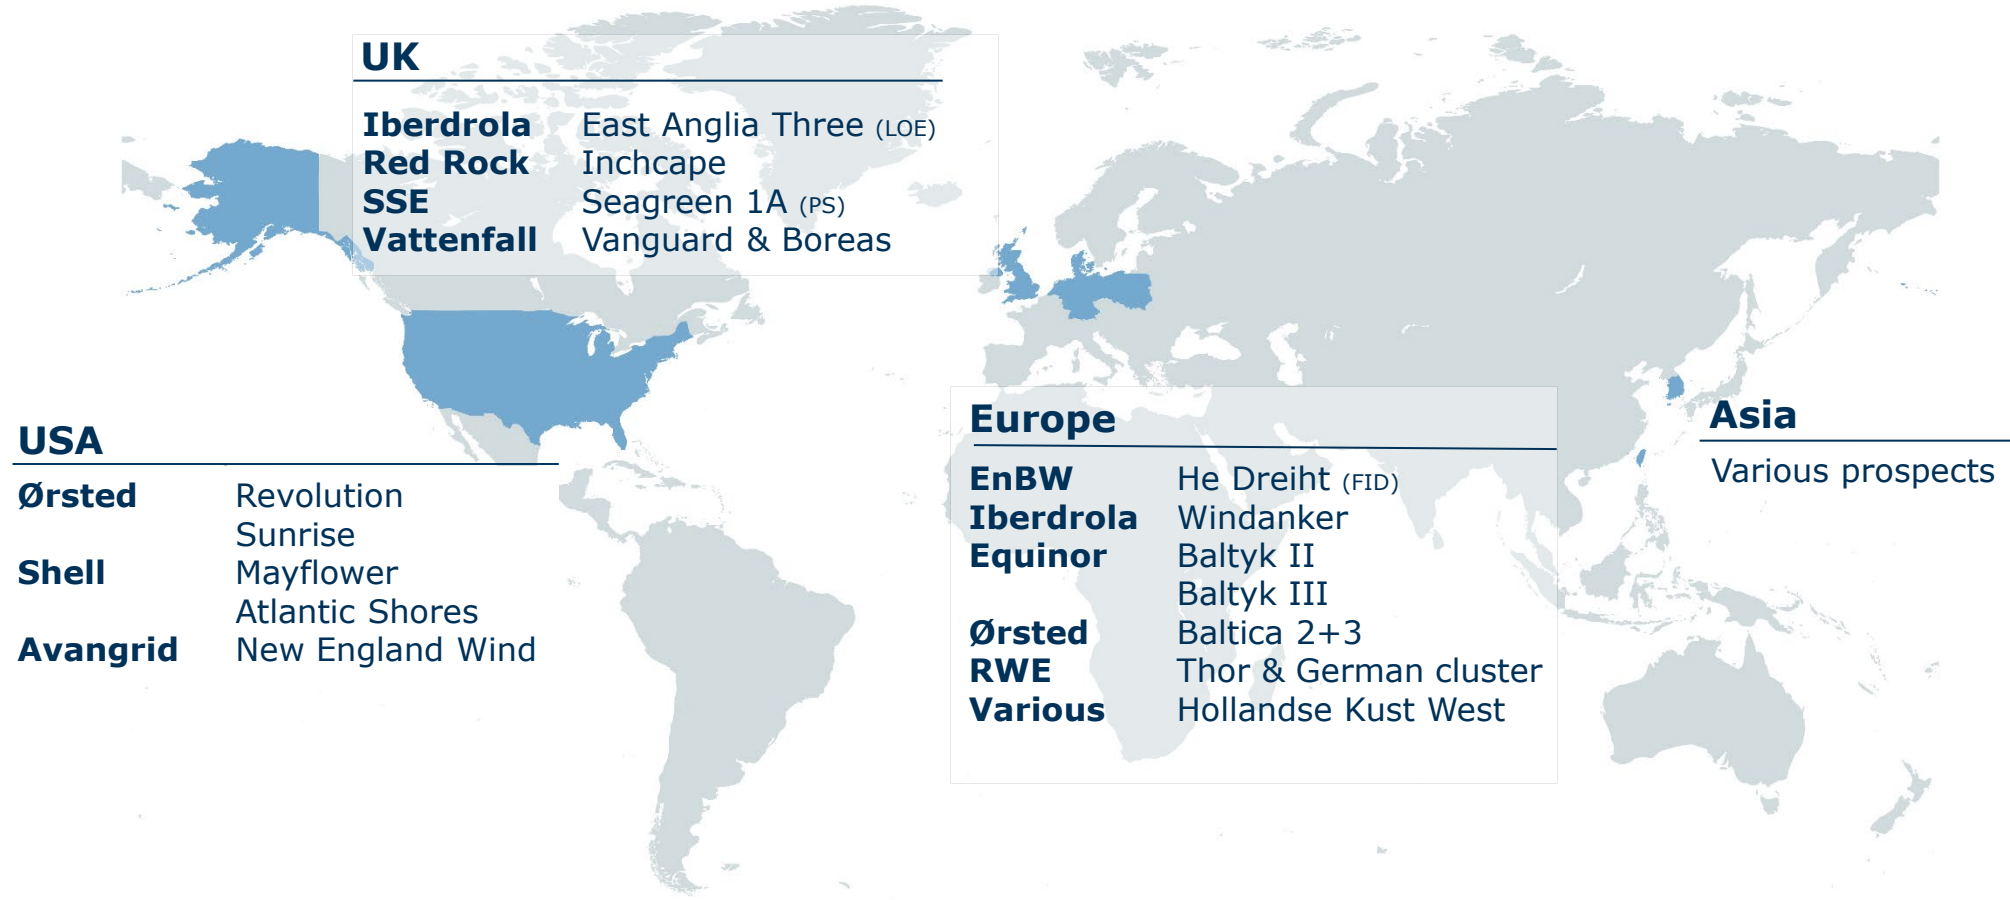 UK
Iberdrola East Anglia Three (LOE)
Red Rock Inchcape
SSE Seagreen 1A (PS)
Vattenfall Vanguard & Boreas
USA
Ørsted Revolution
Sunrise
Shell Mayflower
Atlantic Shores
Avangrid New England Wind
Europe
EnBW He Dreiht (FID)
Iberdrola Windanker
Equinor Baltyk II
Baltyk III
Ørsted Baltica 2+3
RWE Thor & German cluster
Various Hollandse Kust West
Asia
Various prospects